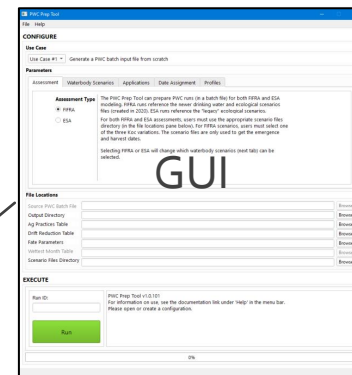 PWC Prep Tool
File Help
CONFIGURE
Use Case
Use Case #1 Generate a PWC batch input file from scratch
Parameters
Assessment Waterbody Scenarios Applications Date Assignment Profiles
Assessment Type
FIFRA
ESA
The PWC Prep Tool can prepare PWC runs (in a batch file) for both FIFRA and ESA
modeling. FIFRA runs reference the newer drinking water and ecological scenarios
files (created in 2020). ESA runs reference the "legacy" ecological scenarios.
For both FIFRA and ESA assessments, users must use the appropriate scenario files
directory (in the file locations pane below). For FIFRA scenarios, users must select one
of the three Koc variations. The scenario files are only used to get the emergence
and harvest dates.
Selecting FIFRA or ESA will change which waterbody scenarios (next tab) can be
selected.
GUI
File Locations
Source PWC Batch File Browse
Output Directory Browse
Ag Practices Table Browse
Drift Reduction Table Browse
Fate Parameters Browse
Wettest Month Table Browse
Scenario Files Directory Browse
EXECUTE
Run ID:
Run
PWC Prep Tool v1.0.101
For information on use, see the documentation link under 'Help' in the menu bar.
Please open or create a configuration.
0%